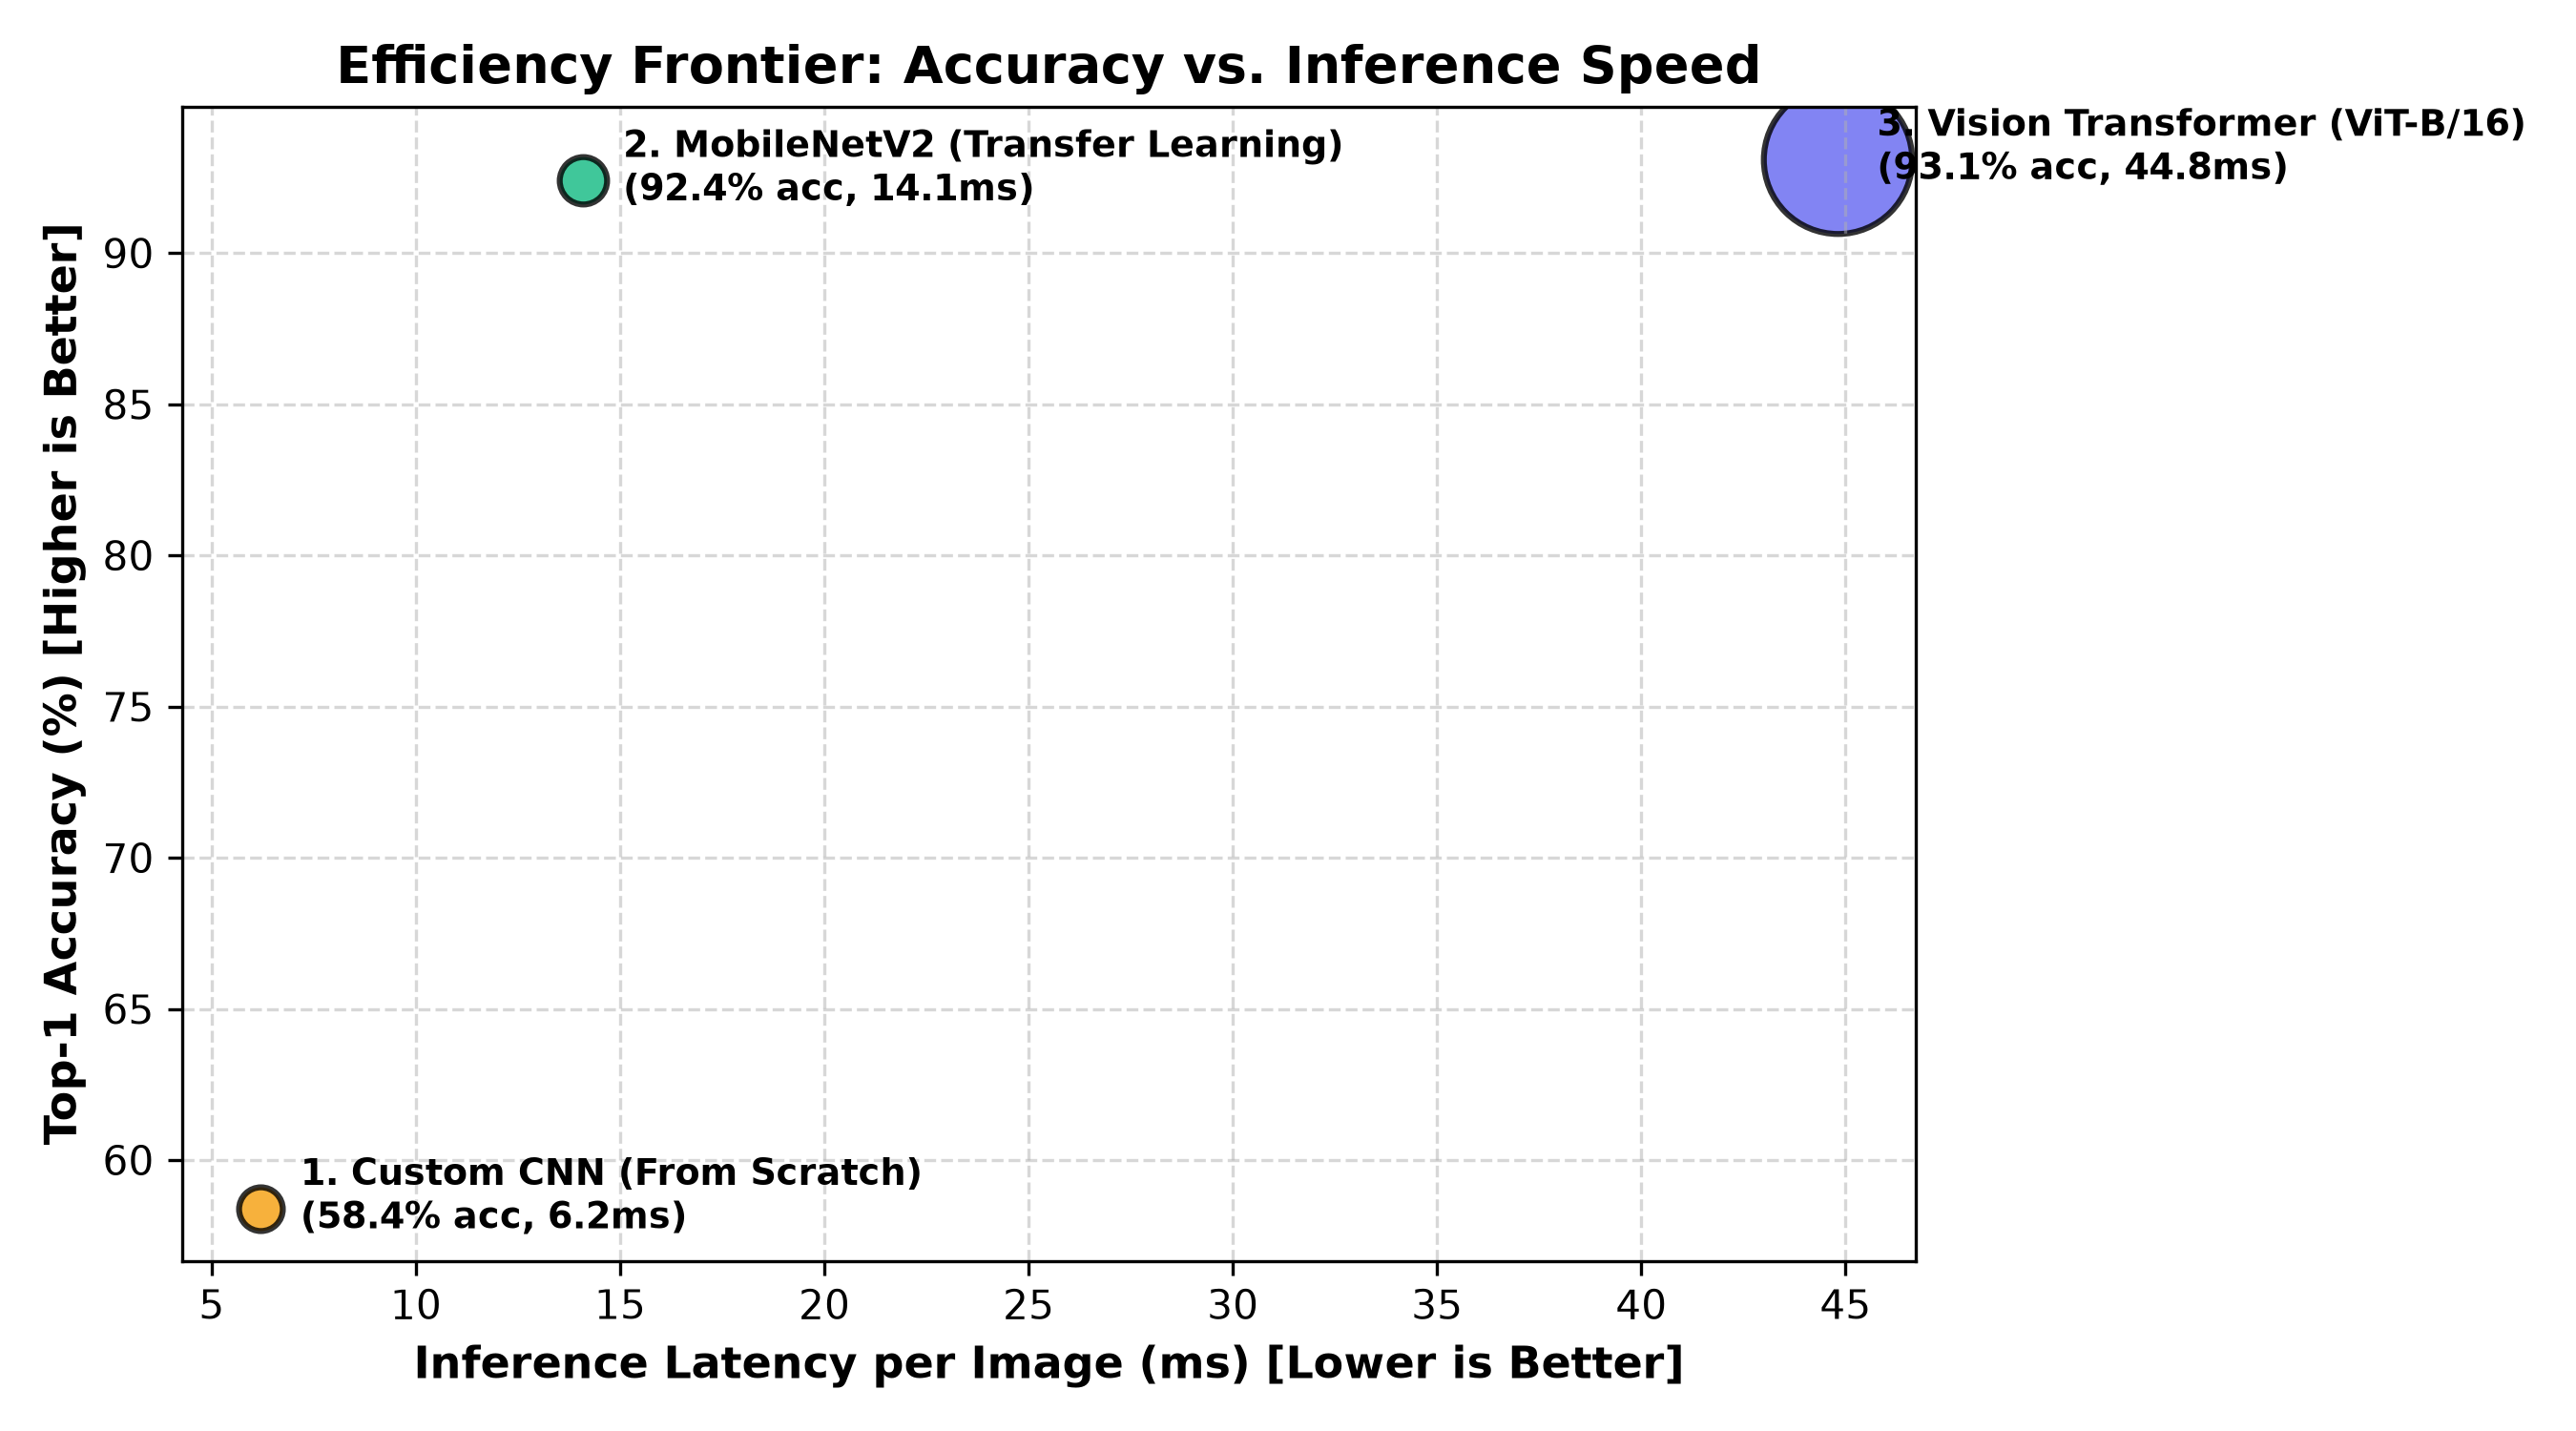 Efficiency Frontier: Accuracy vs. Inference Speed
3. Vision Transformer (ViT-B/16)
(93.1% acc, 44.8ms)
2. MobileNetV2 (Transfer Learning)
(92.4% acc, 14.1ms)
Top-1 Accuracy (%) [Higher is Better]
90
85
80
75
70
65
60
1. Custom CNN (From Scratch)
(58.4% acc, 6.2ms)
5 10 15 20 25 30 35 40 45
Inference Latency per Image (ms) [Lower is Better]